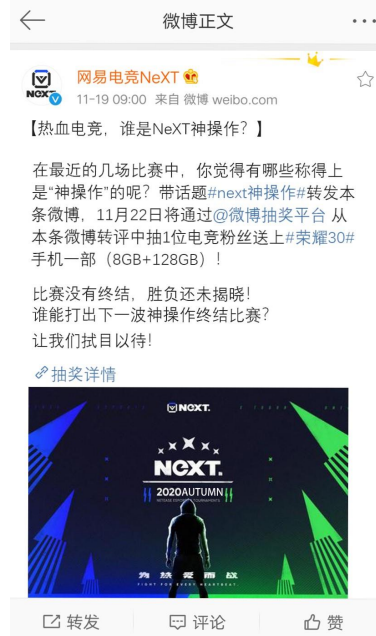 微博正文
网易电竞NeXT
11-19 09:00 来自 微博 weibo.com
【热血电竞，谁是NeXT神操作？】
在最近的几场比赛中，你觉得有哪些称得上
是“神操作”的呢？带话题#next神操作#转发本
条微博，11月22日将通过@微博抽奖平台 从
本条微博转评中抽1位电竞粉丝送上#荣耀30#
手机一部（8GB+128GB）！
比赛没有终结，胜负还未揭晓！
谁能打出下一波神操作终结比赛？
让我们拭目以待！
抽奖详情
NEXT.
NEXT.
2020AUTUMN
NETEASE ESPORTS X TOURNAMENTS
为热爱而战
FIGHT FOR EVERY HEARTBEAT
转发 评论 赞